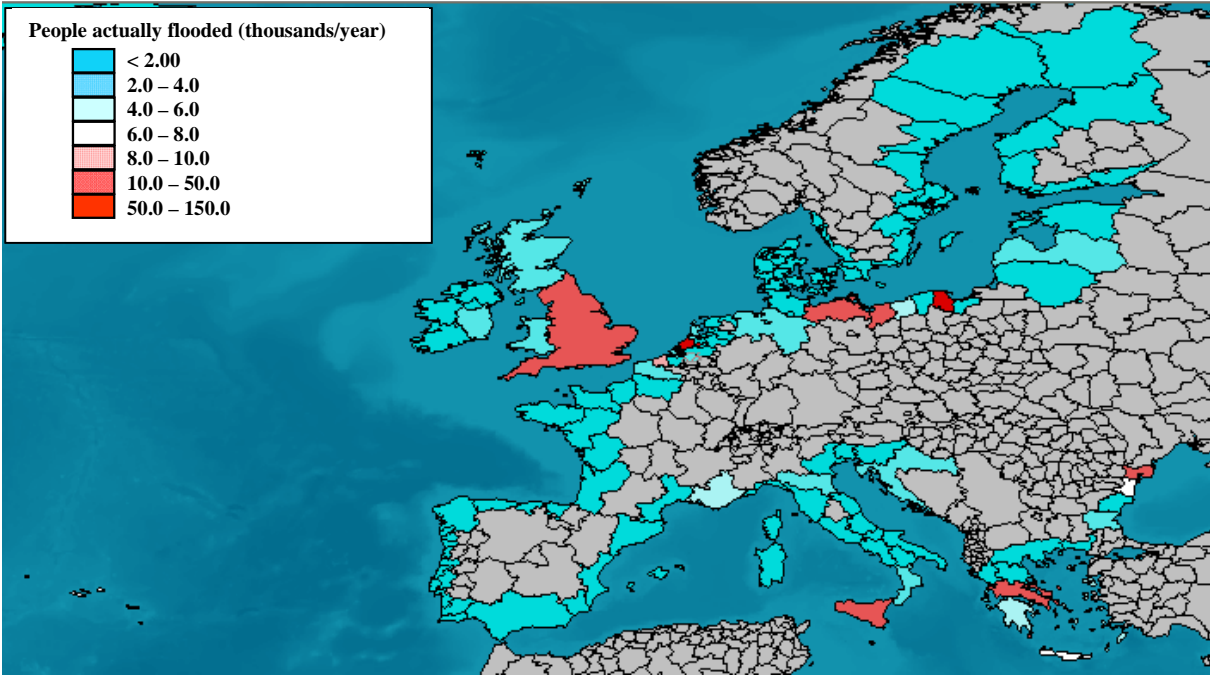 People actually flooded (thousands/year)
< 2.00
2.0 – 4.0
4.0 – 6.0
6.0 – 8.0
8.0 – 10.0
10.0 – 50.0
50.0 – 150.0